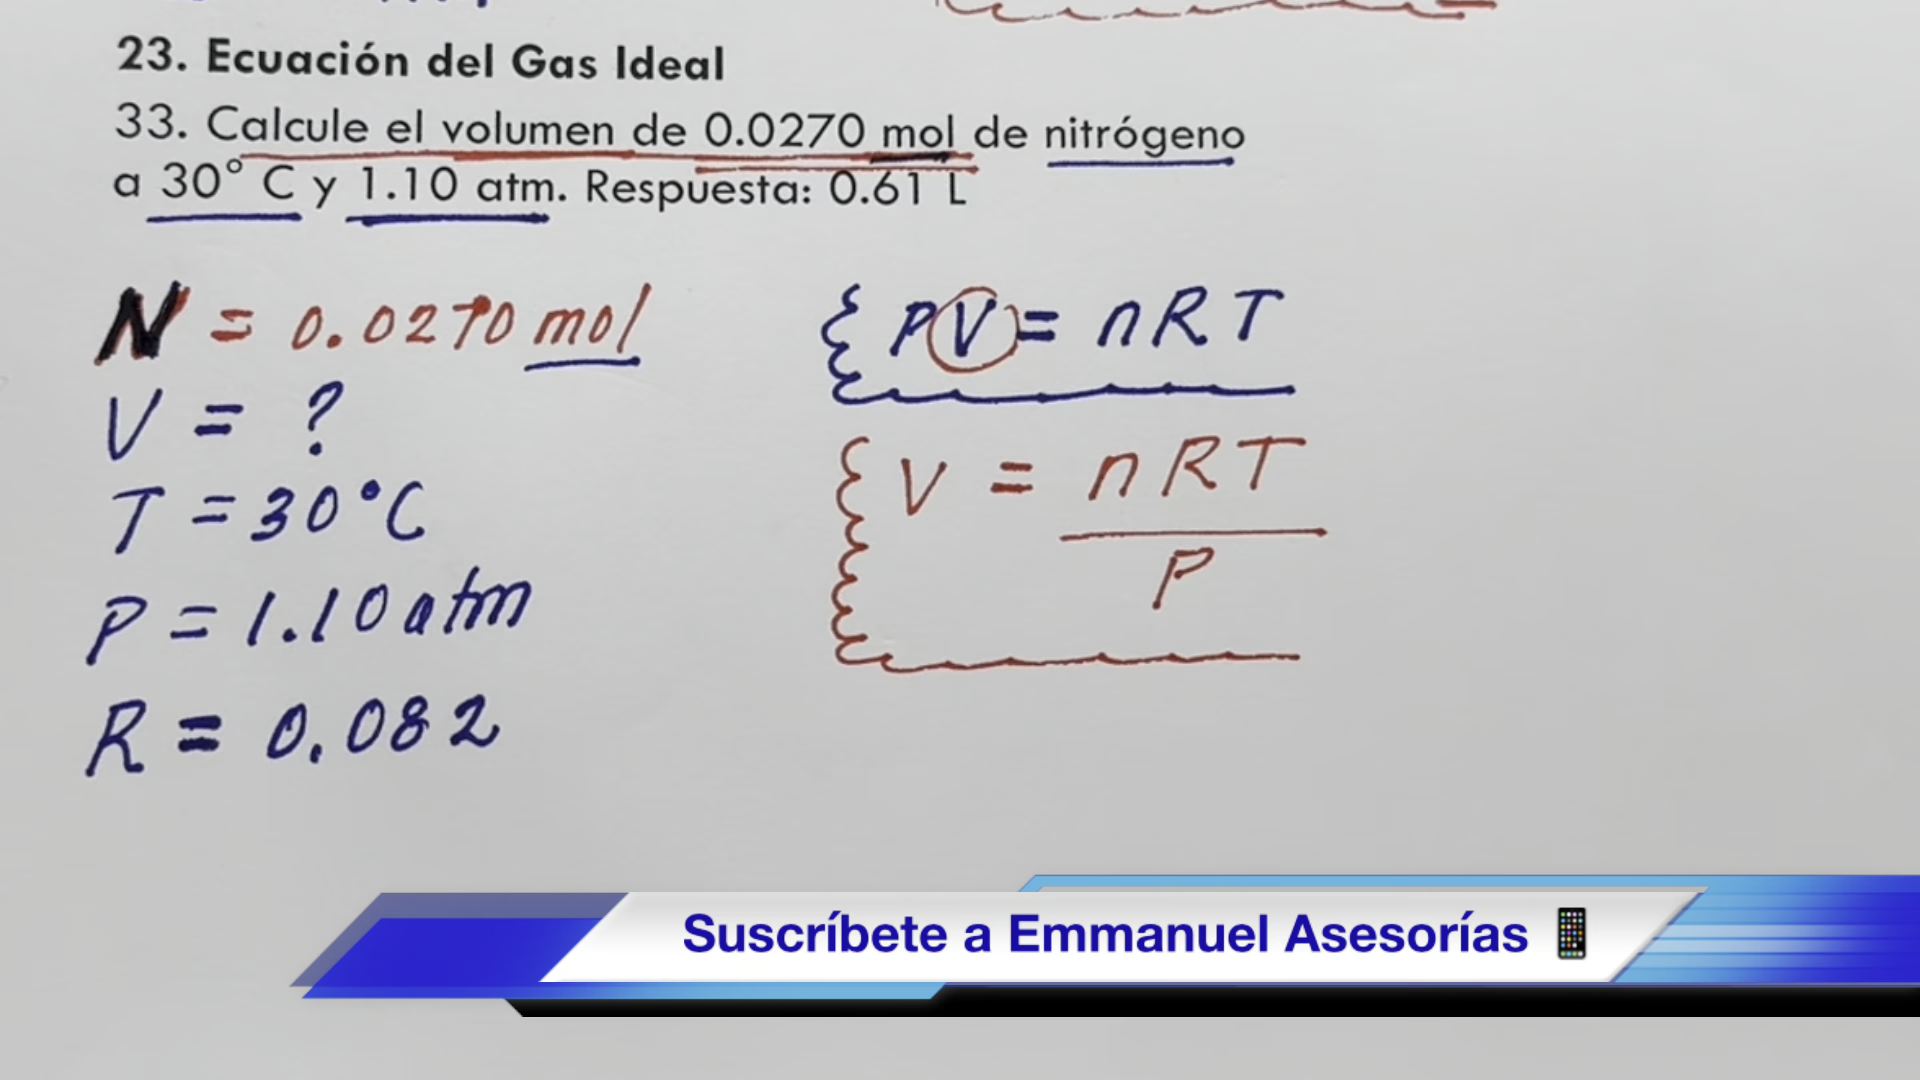 23. Ecuación del Gas Ideal
33. Calcule el volumen de 0.0270 mol de nitrógeno
a 30° C y 1.10 atm. Respuesta: 0.61 L
N = 0.0270 mol
V = ?
T = 30°C
P = 1.10 atm
R = 0.082
PV = nRT
V = nRT
P
Suscríbete a Emmanuel Asesorías